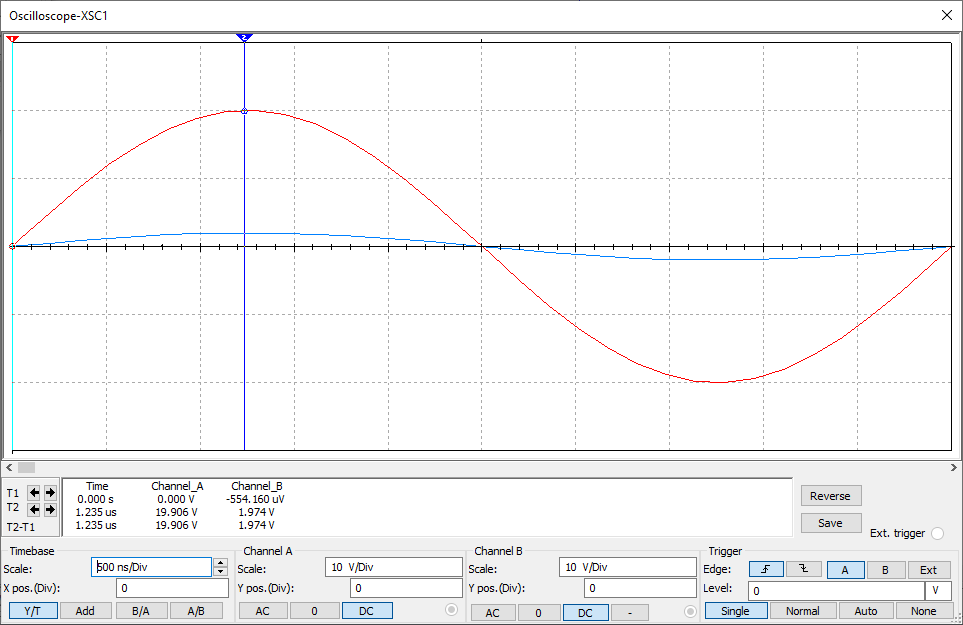 Oscilloscope-XSC1
2
Time Channel_A Channel_B
T1 0.000 s 0.000 V -554.160 uV
T2 1.235 us 19.906 V 1.974 V
T2-T1 1.235 us 19.906 V 1.974 V
Reverse
Save
Ext. trigger
Timebase
Scale: 500 ns/Div
X pos.(Div): 0
Y/T Add B/A A/B
Channel A
Scale: 10 V/Div
Y pos.(Div): 0
AC 0 DC
Channel B
Scale: 10 V/Div
Y pos.(Div): 0
AC 0 DC -
Trigger
Edge: A B Ext
Level: 0 V
Single Normal Auto None